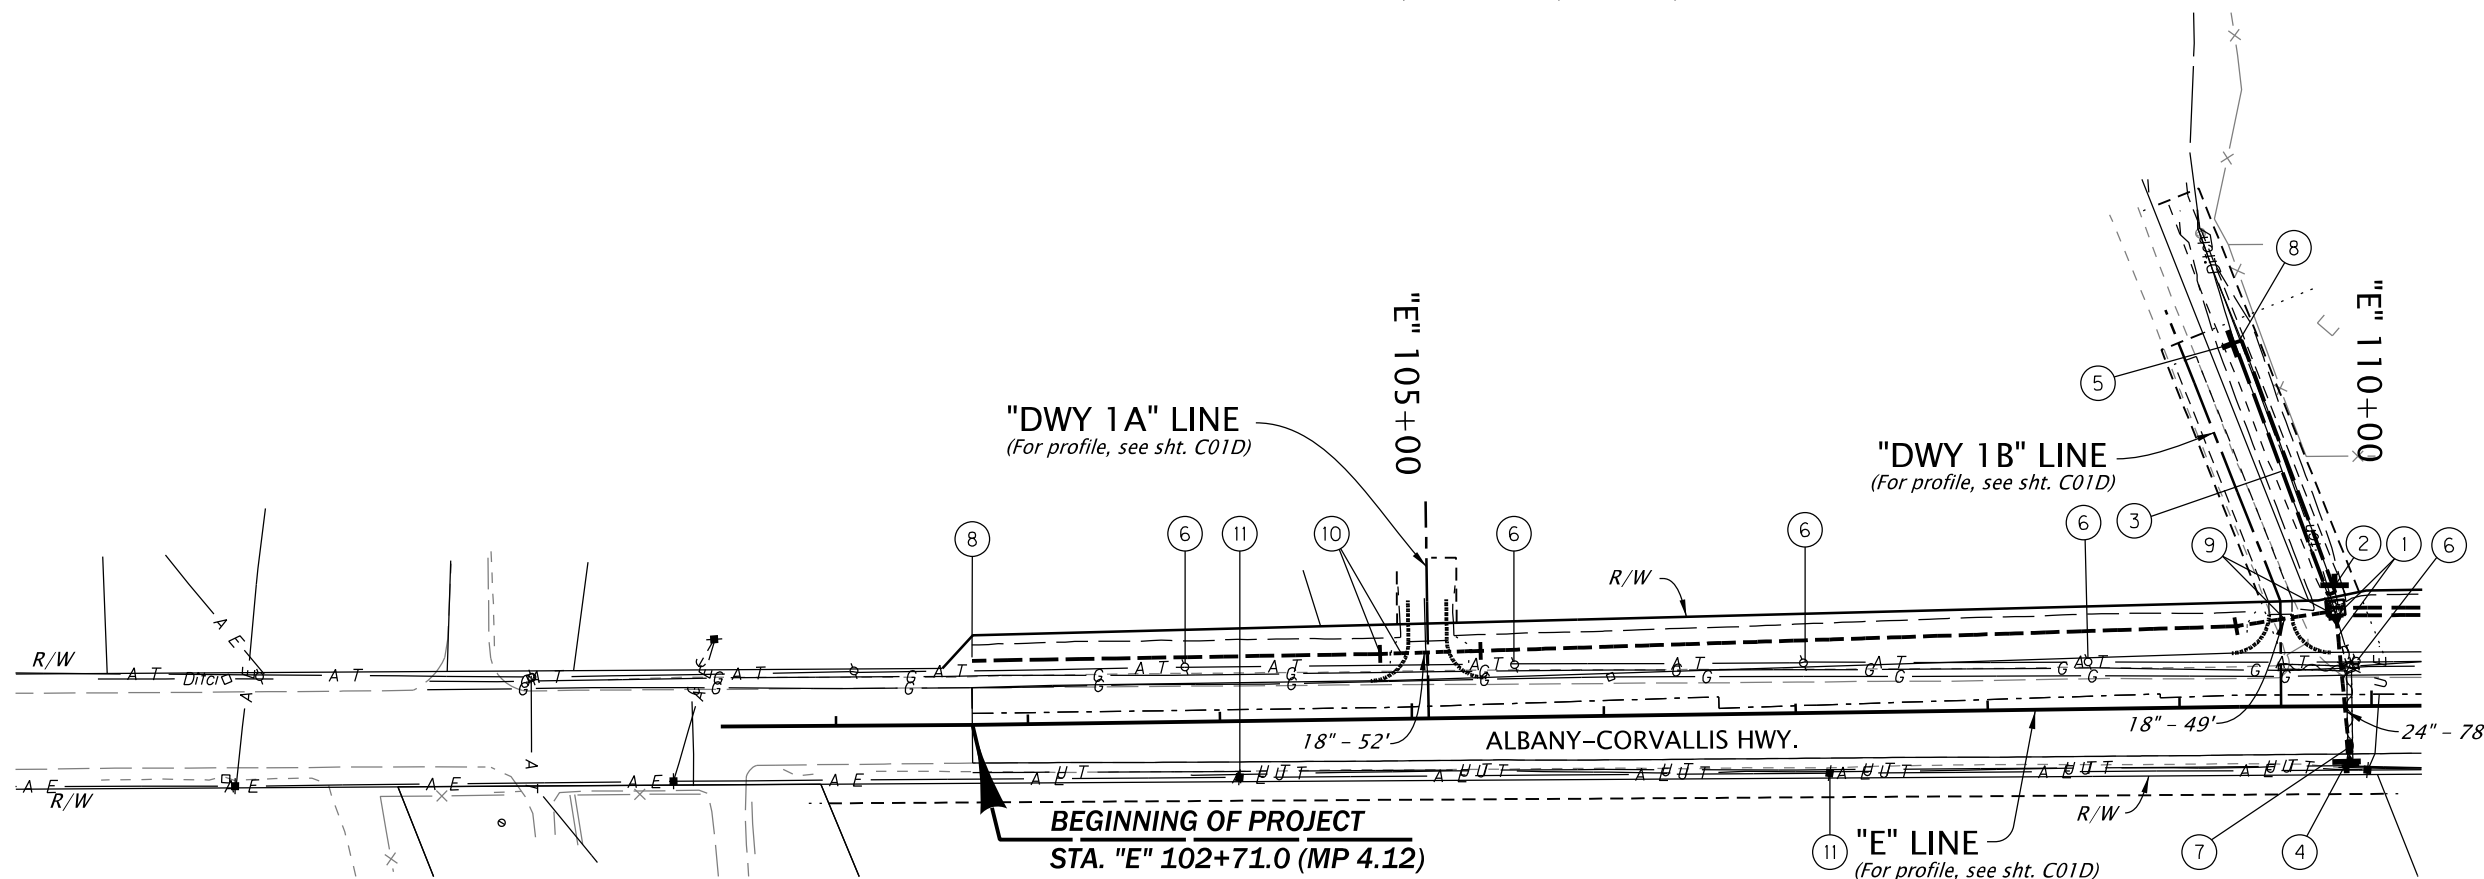 "E" 105+00
"E" 110+00
8
5
"DWY 1A" LINE
(For profile, see sht. C01D)
"DWY 1B" LINE
(For profile, see sht. C01D)
3
8
6
11
10
6
6
6
9
2
1
6
R/W
R/W
A T
A T
A T
A T
A T
A T
A T
A T
A T
A T
A E
G
G
G
G
G
G
G
G
G
G
18" - 52'
ALBANY-CORVALLIS HWY.
18" - 49'
24" - 78
A E
A E
A E
A E
A E
R/W
R/W
BEGINNING OF PROJECT
STA. "E" 102+71.0 (MP 4.12)
11
"E" LINE
(For profile, see sht. C01D)
7
4